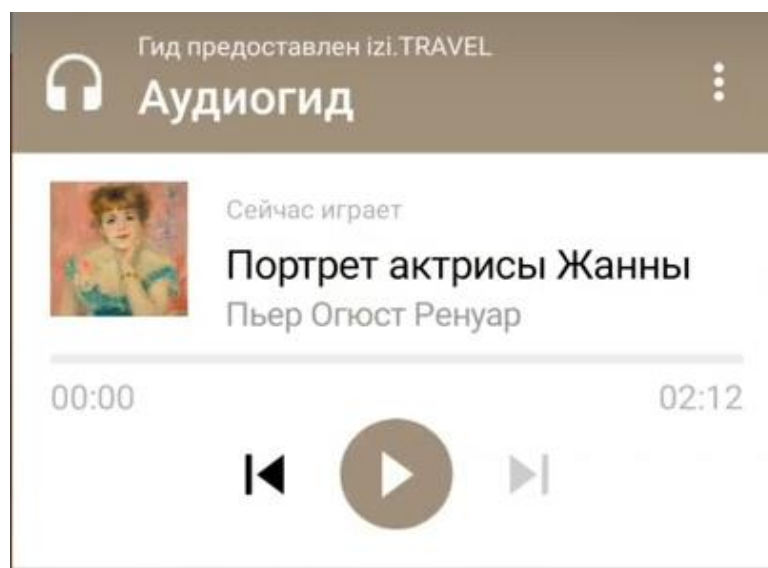 Гид предоставлен izi.TRAVEL
Аудиогид
Сейчас играет
Портрет актрисы Жанны
Пьер Огюст Ренуар
00:00
02:12